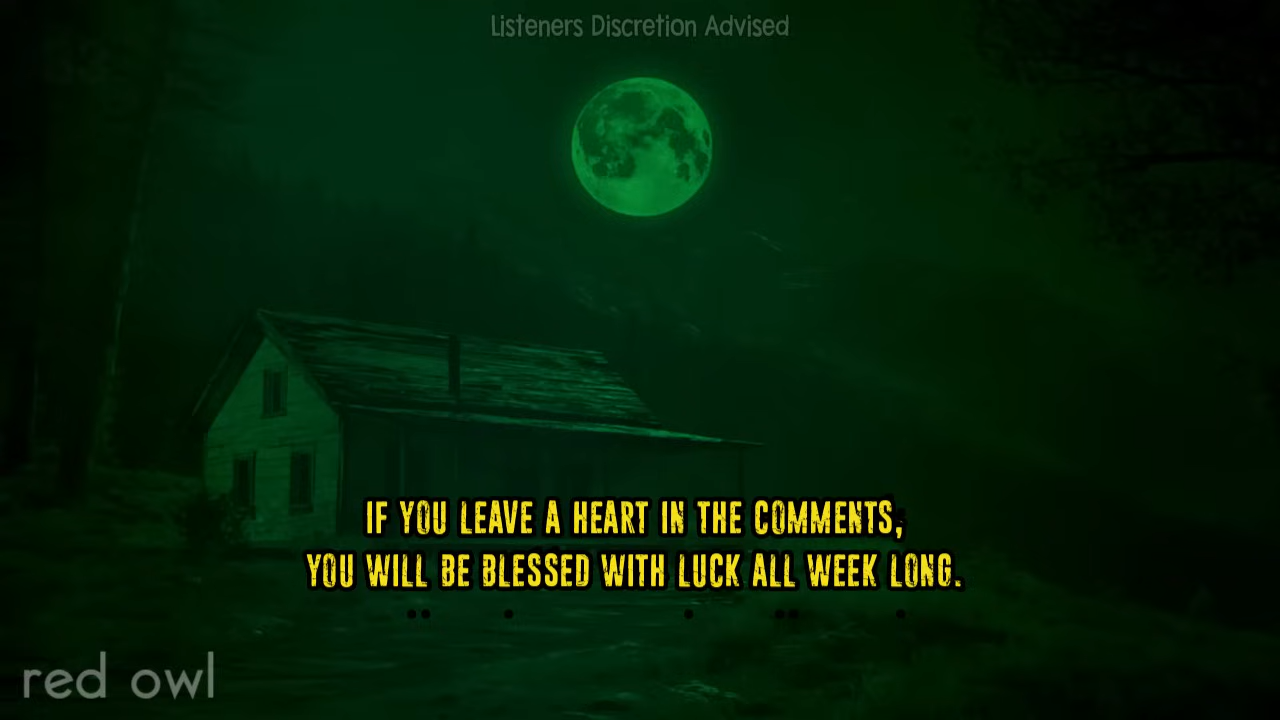 Listeners Discretion Advised
IF YOU LEAVE A HEART IN THE COMMENTS,
YOU WILL BE BLESSED WITH LUCK ALL WEEK LONG.
red owl